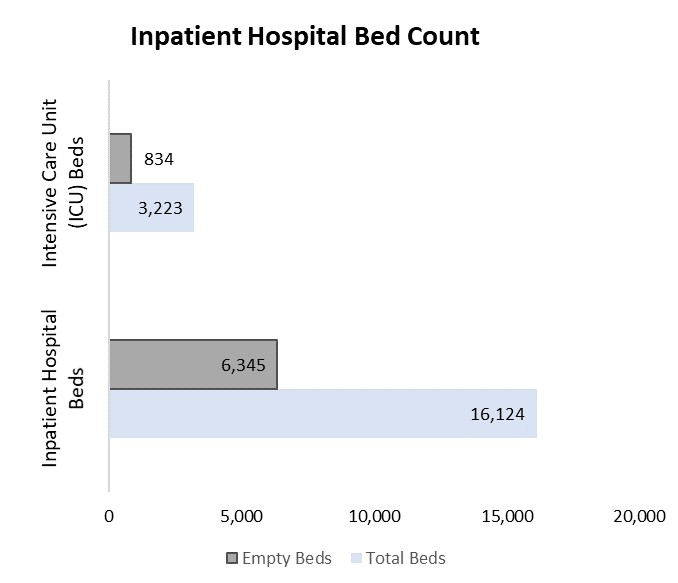 Inpatient Hospital Bed Count
Intensive Care Unit
(ICU) Beds
834
3,223
Inpatient Hospital
Beds
6,345
16,124
0 5,000 10,000 15,000 20,000
Empty Beds Total Beds